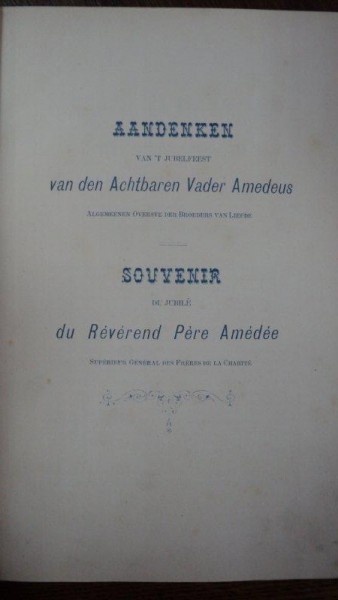 AANDENKEN
VAN 'T JUBELFEEST
van den Achtbaren Vader Amedeus
ALGEMEENEN OVERSTE DER BROEDERS VAN LIEFDE
SOUVENIR
DU JUBILÉ
du Révérend Père Amédée
SUPÉRIEUR GÉNÉRAL DES FRÈRES DE LA CHARITÉ